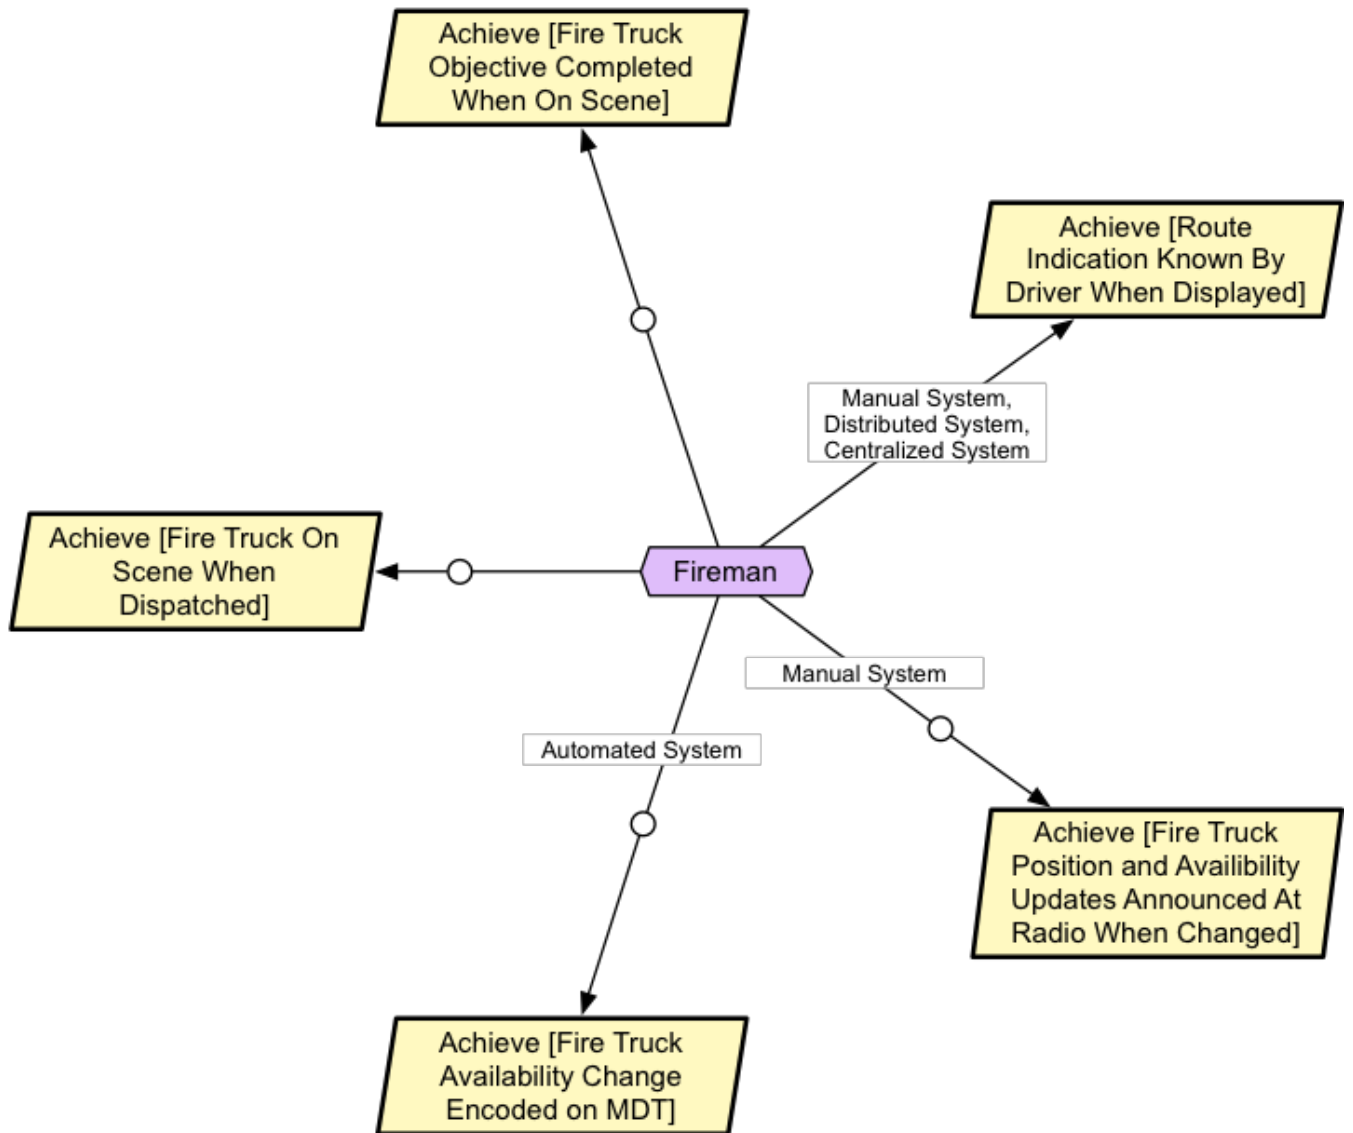 Achieve [Fire Truck
Objective Completed
When On Scene]
Achieve [Route
Indication Known By
Driver When Displayed]
Manual System,
Distributed System,
Centralized System
Achieve [Fire Truck On
Scene When
Dispatched]
Fireman
Manual System
Automated System
Achieve [Fire Truck
Position and Availibility
Updates Announced At
Radio When Changed]
Achieve [Fire Truck
Availability Change
Encoded on MDT]